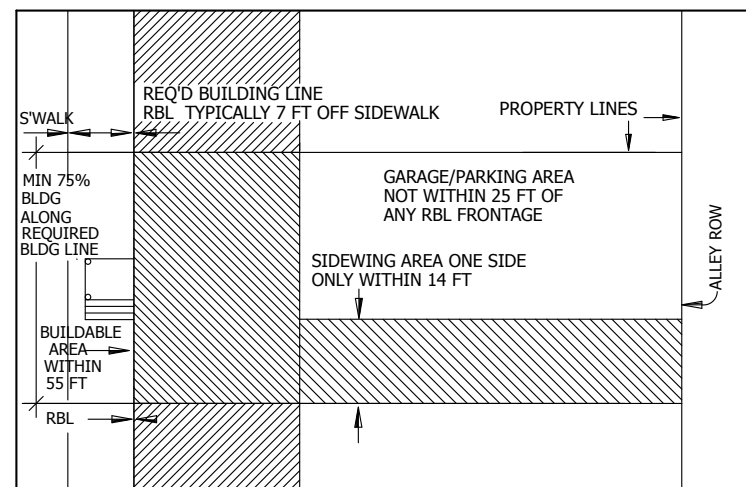 REQ'D BUILDING LINE
RBL TYPICALLY 7 FT OFF SIDEWALK
S'WALK
PROPERTY LINES
MIN 75%
BLDG
ALONG
REQUIRED
BLDG LINE
GARAGE/PARKING AREA
NOT WITHIN 25 FT OF
ANY RBL FRONTAGE
SIDEWING AREA ONE SIDE
ONLY WITHIN 14 FT
ALLEY ROW
BUILDABLE
AREA
WITHIN
55 FT
RBL